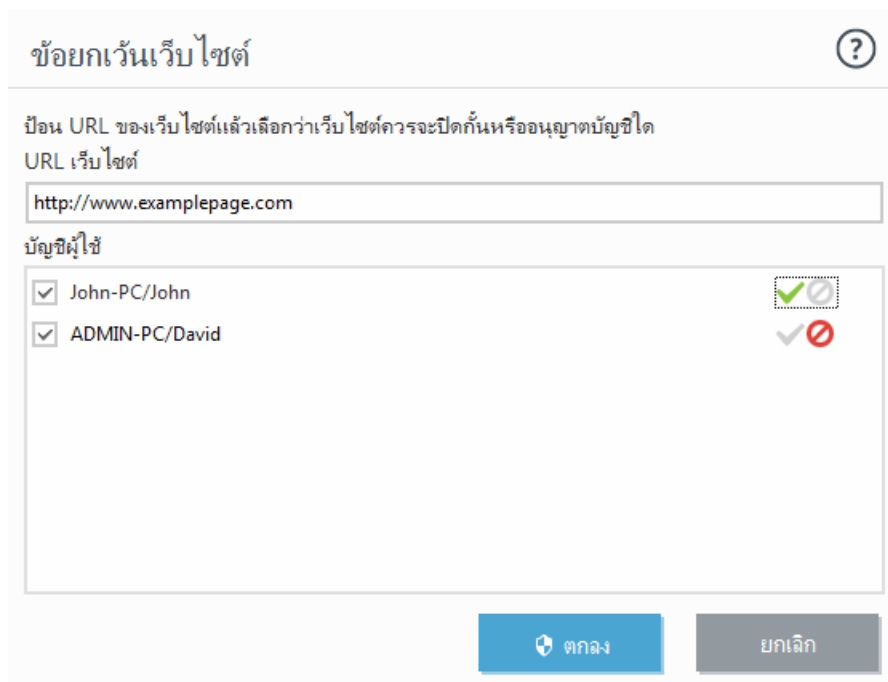 ข้อยกเว้นเว็บไซต์
ป้อน URL ของเว็บไซต์แล้วเลือกว่าเว็บไซต์ควรจะปิดกั้นหรืออนุญาตบัญชีใด
URL เว็บไซต์
http://www.examplepage.com
บัญชีผู้ใช้
John-PC/John
ADMIN-PC/David
ตกลง
ยกเลิก